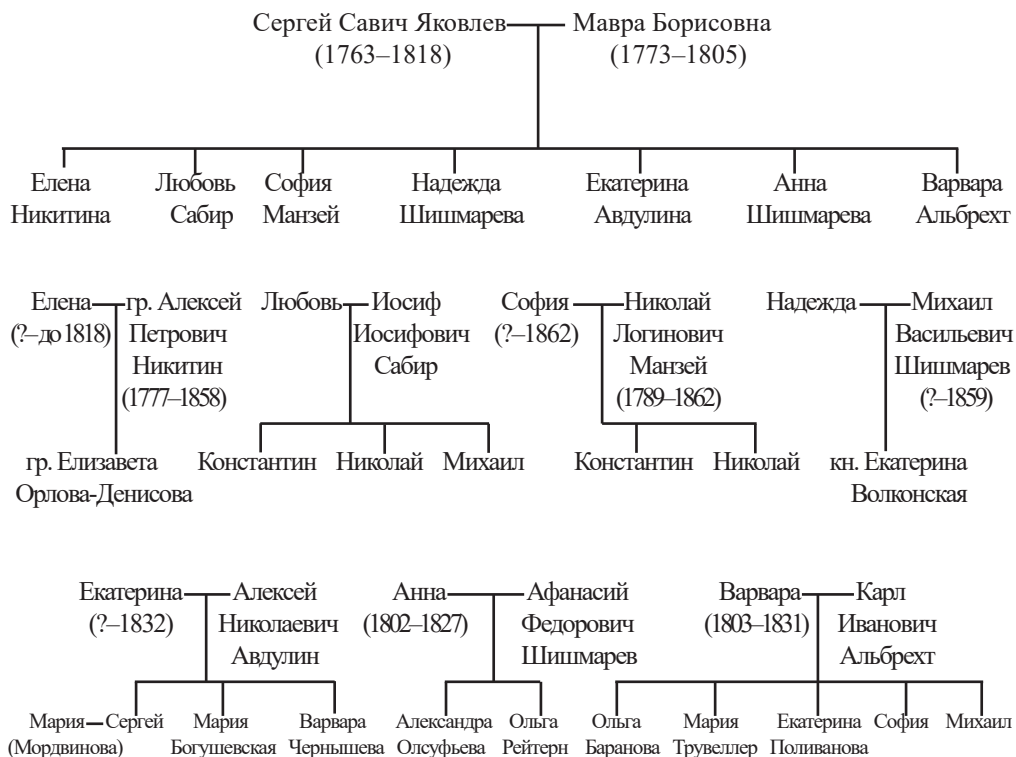 Сергей Савич Яковлев Мавра Борисовна
(1763–1818) (1773–1805)
Елена Любовь София Надежда Екатерина Анна Варвара
Никитина Сабир Манзей Шишмарева Авдулина Шишмарева Альбрехт
Елена гр. Алексей Любовь Иосиф София Николай Надежда Михаил
(?–до 1818) Петрович Иосифович (?–1862) Логинович Васильевич
Никитин Сабир Манзей Шишмарев
(1777–1858) (1789–1862) (?–1859)
гр. Елизавета Константин Николай Михаил Константин Николай кн. Екатерина
Орлова-Денисова Волконская
Екатерина Алексей Анна Афанасий Варвара Карл
(?–1832) Николаевич (1802–1827) Федорович (1803–1831) Иванович
Авдулин Шишмарев Альбрехт
Мария Сергей Мария Варвара Александра Ольга Ольга Мария Екатерина София Михаил
(Мордвинова) Богушевская Чернышева Олсуфьева Рейтерн Баранова Трувеллер Поливанова